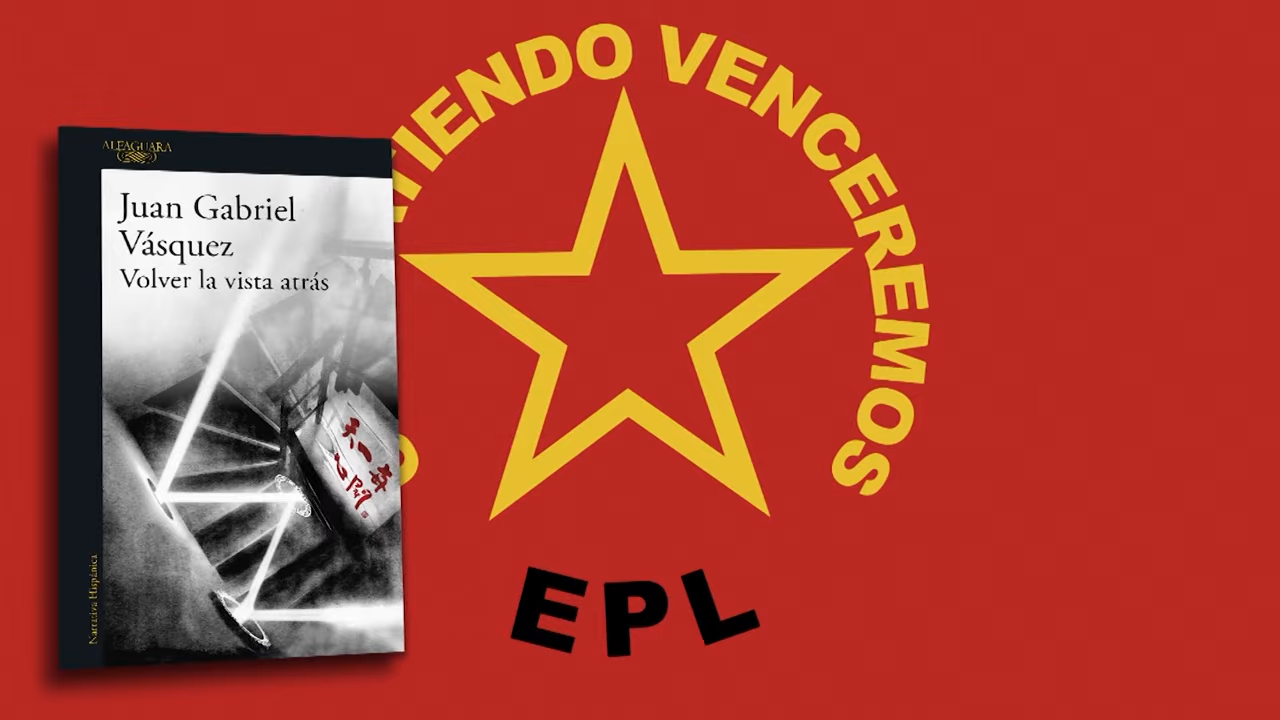 TIENDO VENCEREMOS
ALFAGUARA
Juan Gabriel
Vásquez
Volver la vista atrás
Narrativa Hispánica
EPL